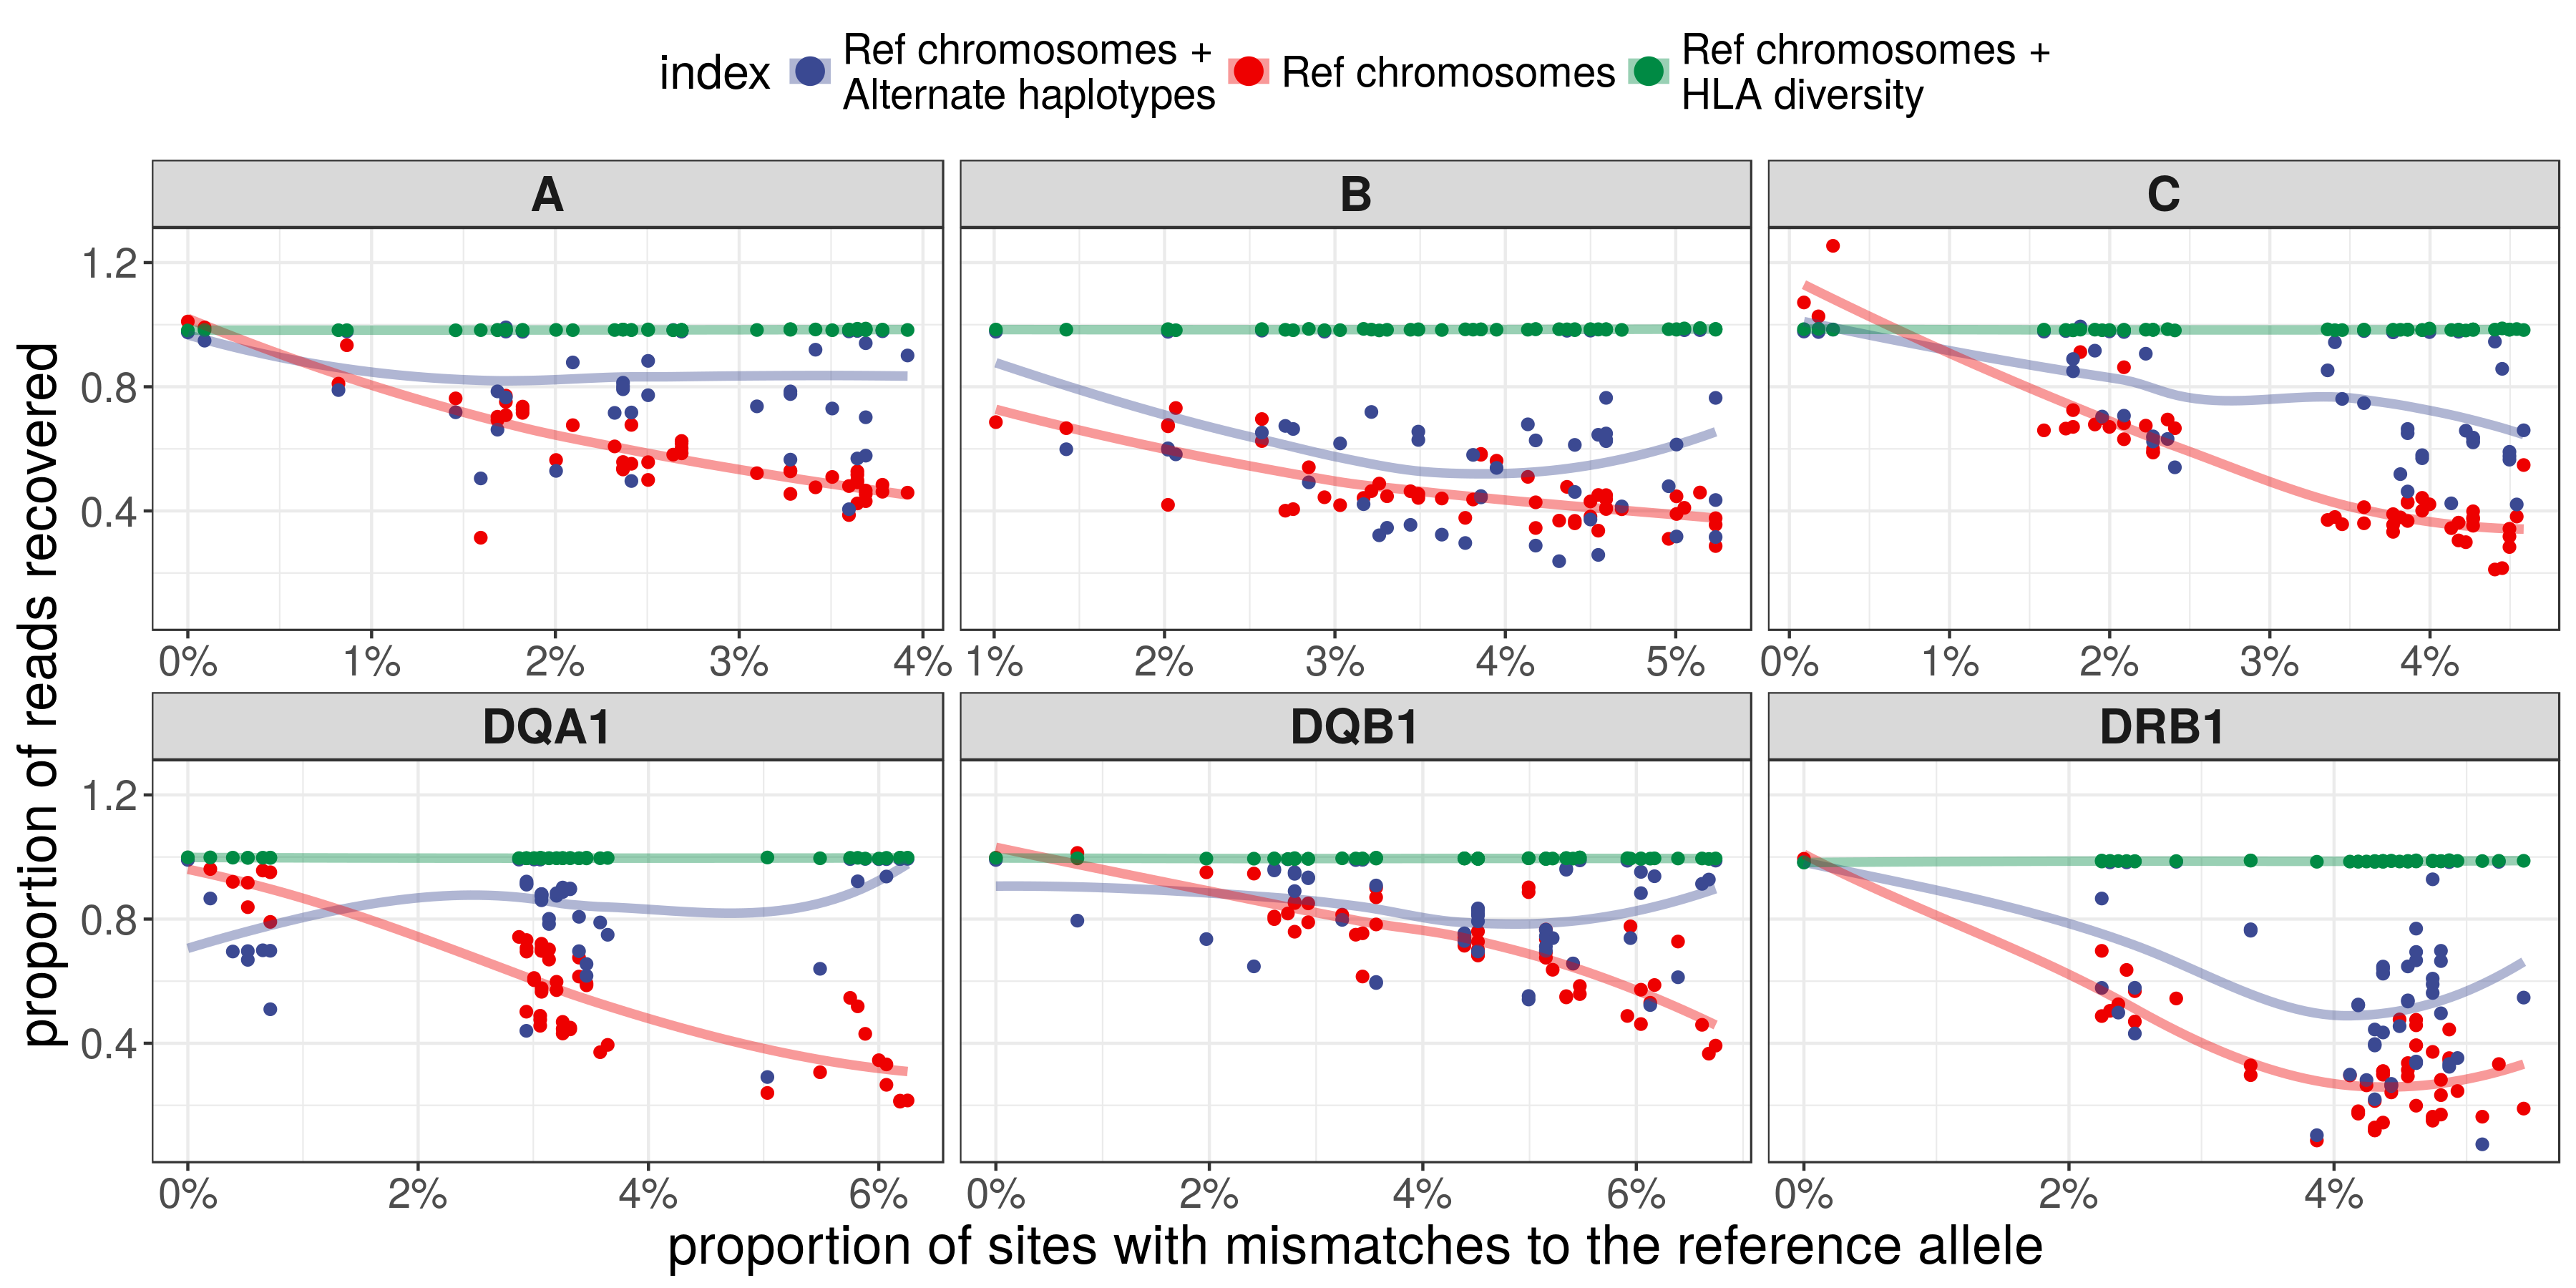 index
Ref chromosomes +
Alternate haplotypes
Ref chromosomes
Ref chromosomes +
HLA diversity
A
B
C
1.2
0.8
0.4
0% 1% 2% 3% 4%
1% 2% 3% 4% 5%
0% 1% 2% 3% 4%
DQA1
DQB1
DRB1
1.2
0.8
0.4
0% 2% 4% 6%
0% 2% 4% 6%
0% 2% 4%
proportion of reads recovered
proportion of sites with mismatches to the reference allele